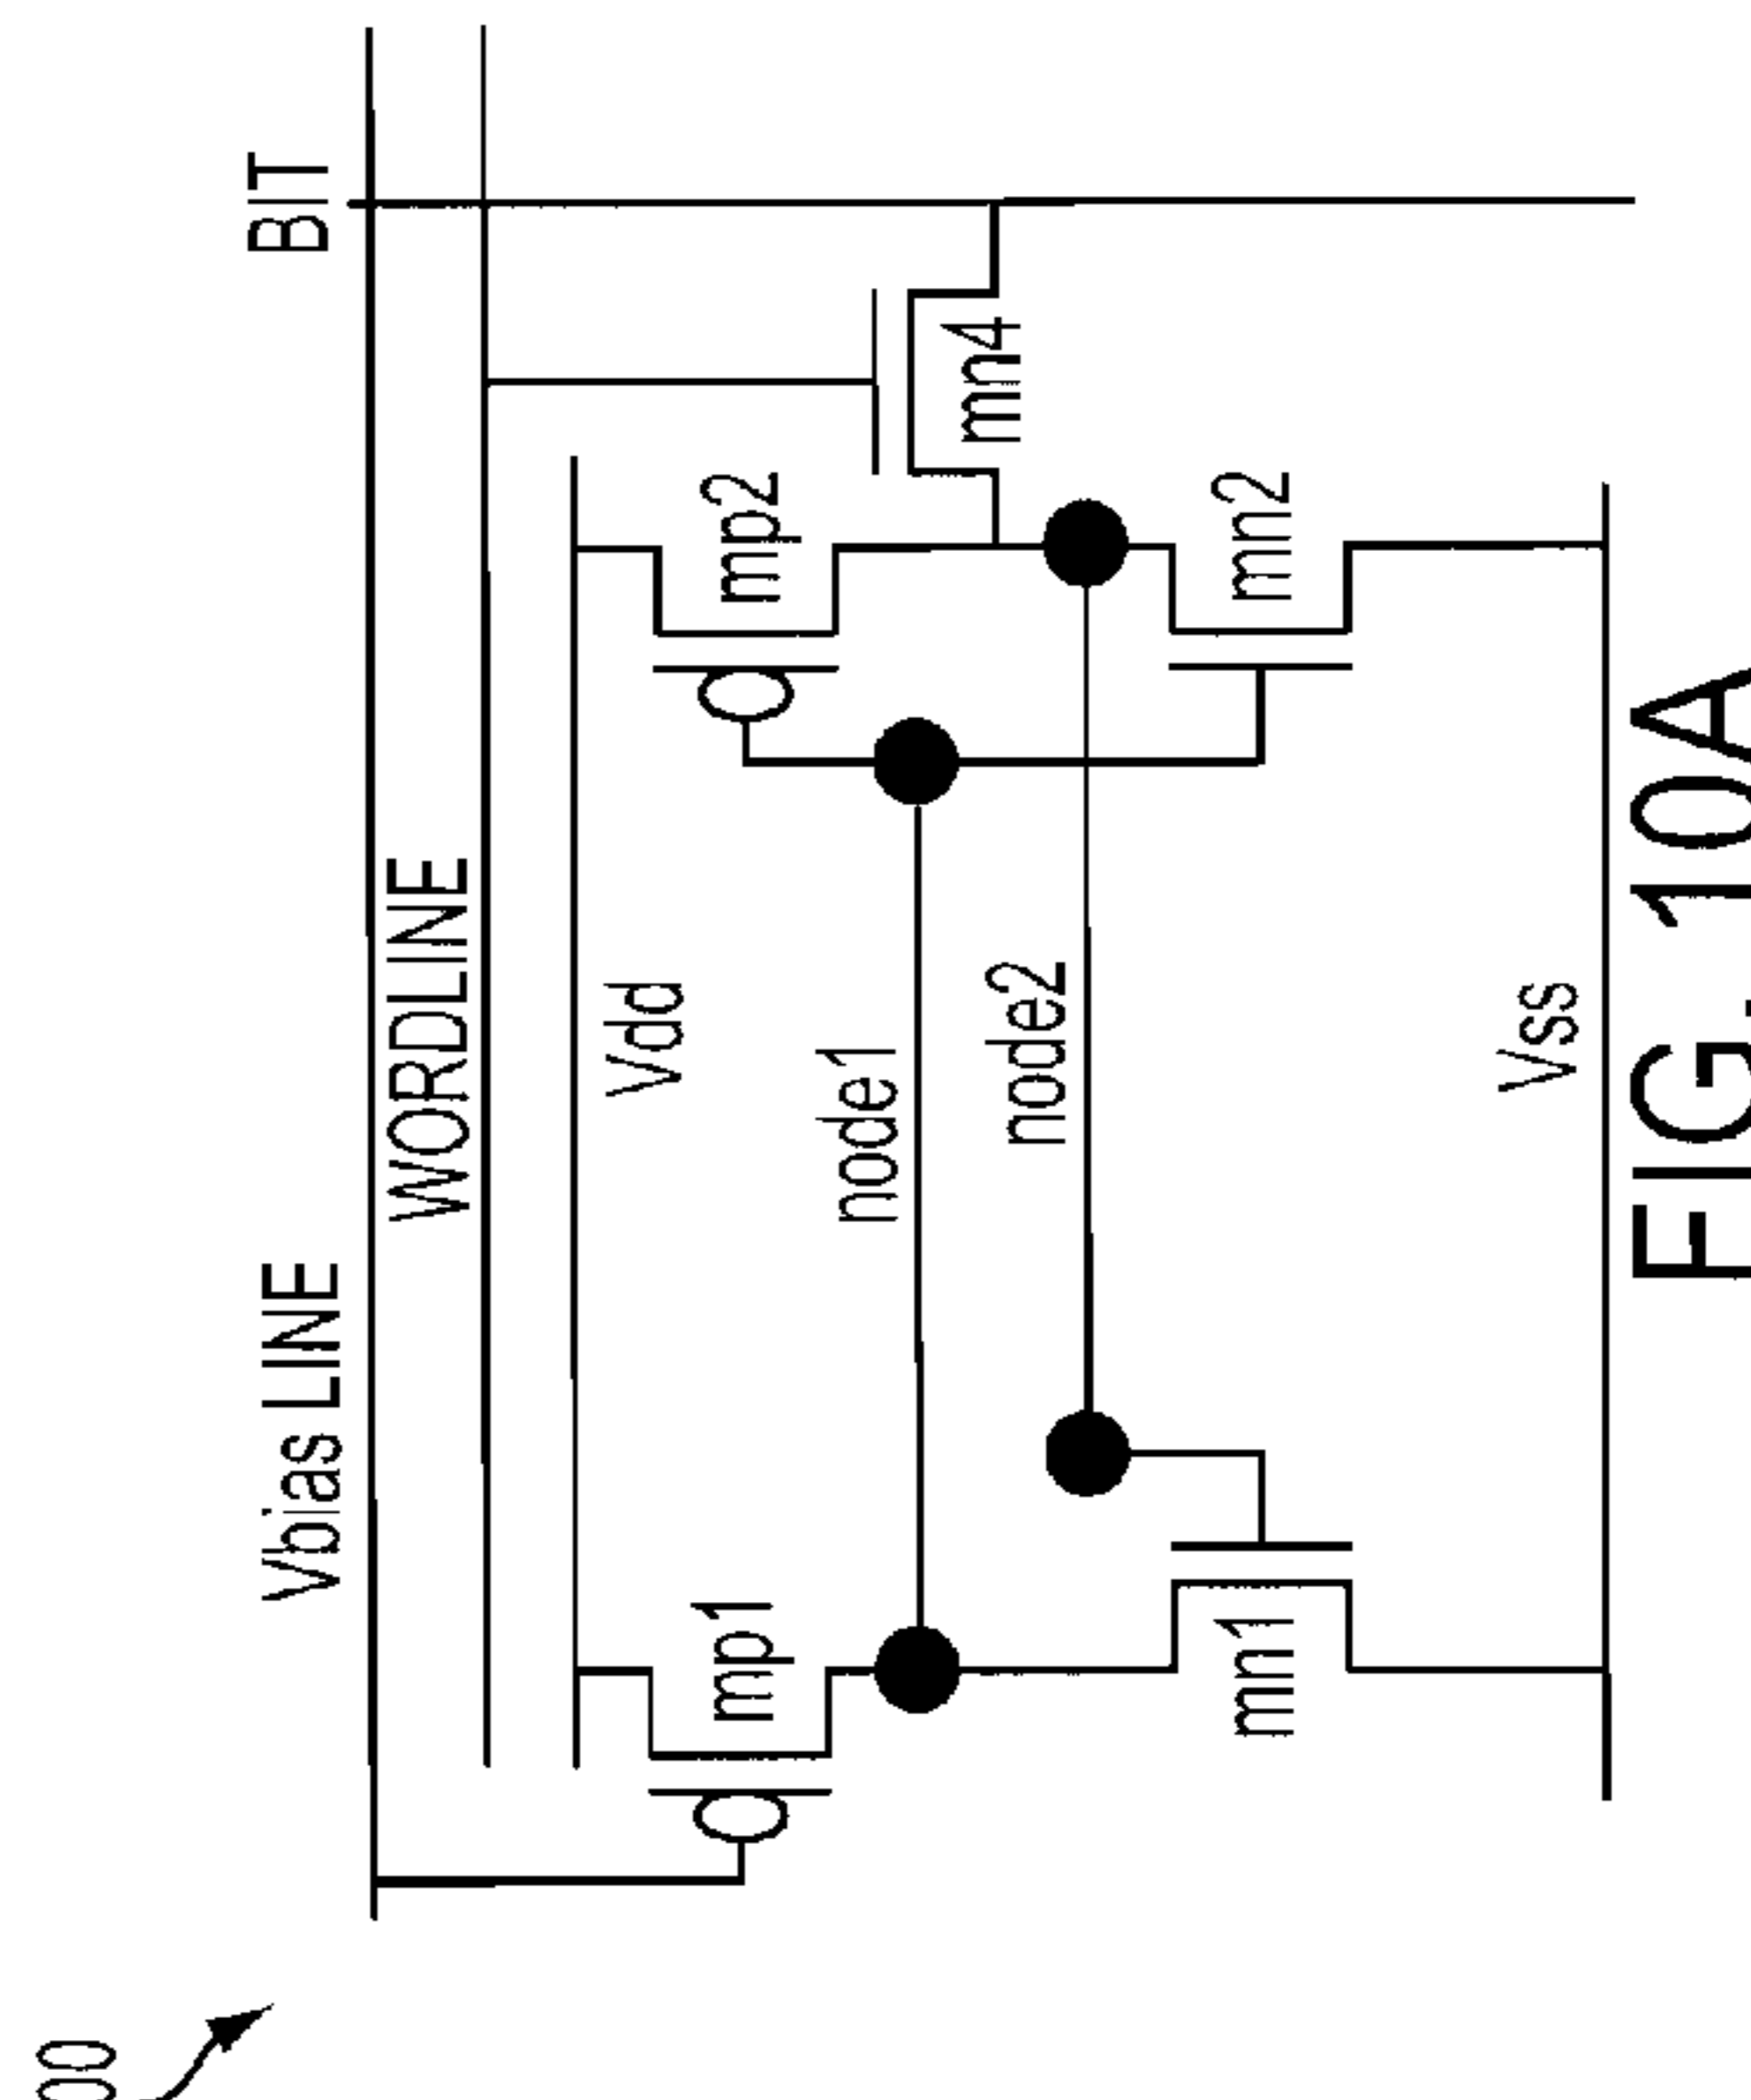 Vbias LINE
BIT
WORDLINE
Vdd
mp1
mp2
node1
mn4
node2
mn1
mn2
Vss
FIG. 10A